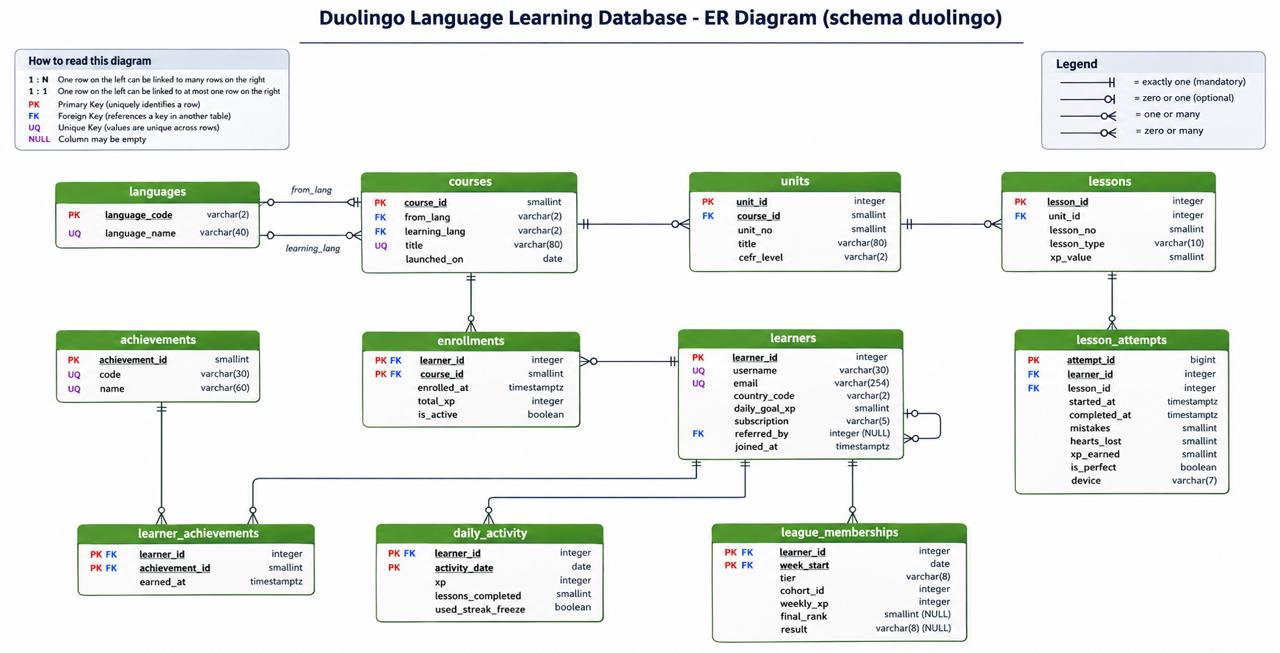 Duolingo Language Learning Database - ER Diagram (schema duolingo)
How to read this diagram
1 : N One row on the left can be linked to many rows on the right
1 : 1 One row on the left can be linked to at most one row on the right
PK Primary Key (uniquely identifies a row)
FK Foreign Key (references a key in another table)
UQ Unique Key (values are unique across rows)
NULL Column may be empty
Legend
= exactly one (mandatory)
= zero or one (optional)
= one or many
= zero or many
languages
PK language_code varchar(2)
UQ language_name varchar(40)
from_lang
learning_lang
courses
PK course_id smallint
FK from_lang varchar(2)
FK learning_lang varchar(2)
UQ title varchar(80)
launched_on date
units
PK unit_id integer
FK course_id smallint
unit_no smallint
title varchar(80)
cefr_level varchar(2)
lessons
PK lesson_id integer
FK unit_id integer
lesson_no smallint
lesson_type varchar(10)
xp_value smallint
achievements
PK achievement_id smallint
UQ code varchar(30)
UQ name varchar(60)
enrollments
PK FK learner_id integer
PK FK course_id smallint
enrolled_at timestamptz
total_xp integer
is_active boolean
learners
PK learner_id integer
UQ username varchar(30)
UQ email varchar(254)
country_code varchar(2)
daily_goal_xp smallint
subscription varchar(5)
FK referred_by integer (NULL)
joined_at timestamptz
lesson_attempts
PK attempt_id bigint
FK learner_id integer
FK lesson_id integer
started_at timestamptz
completed_at timestamptz
mistakes smallint
hearts_lost smallint
xp_earned smallint
is_perfect boolean
device varchar(7)
learner_achievements
PK FK learner_id integer
PK FK achievement_id smallint
earned_at timestamptz
daily_activity
PK FK learner_id integer
PK activity_date date
xp integer
lessons_completed smallint
used_streak_freeze boolean
league_memberships
PK FK learner_id integer
PK FK week_start date
tier varchar(8)
cohort_id integer
weekly_xp integer
final_rank smallint (NULL)
result varchar(8) (NULL)